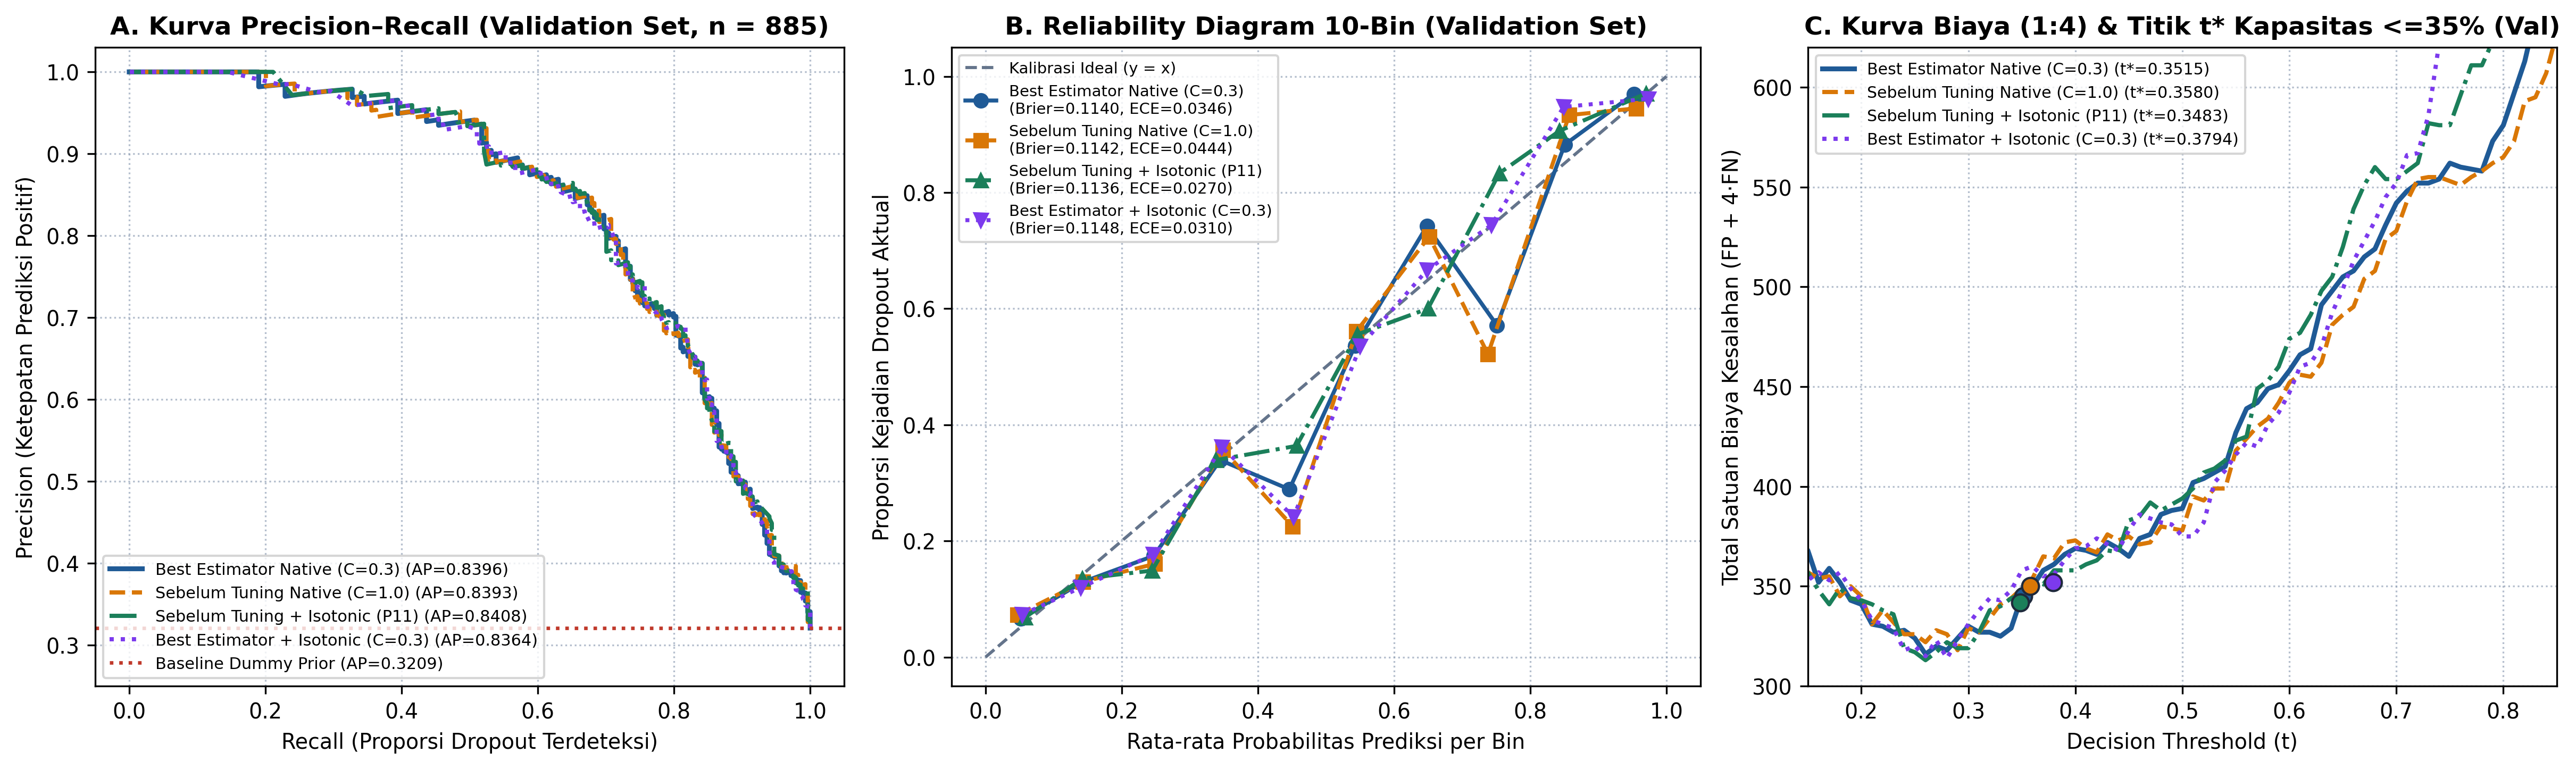 A. Kurva Precision–Recall (Validation Set, n = 885)
Precision (Ketepatan Prediksi Positif)
1.0
0.9
0.8
0.7
0.6
0.5
0.4
0.3
Best Estimator Native (C=0.3) (AP=0.8396)
Sebelum Tuning Native (C=1.0) (AP=0.8393)
Sebelum Tuning + Isotonic (P11) (AP=0.8408)
Best Estimator + Isotonic (C=0.3) (AP=0.8364)
Baseline Dummy Prior (AP=0.3209)
0.0 0.2 0.4 0.6 0.8 1.0
Recall (Proporsi Dropout Terdeteksi)
B. Reliability Diagram 10-Bin (Validation Set)
Proporsi Kejadian Dropout Aktual
1.0
0.8
0.6
0.4
0.2
0.0
Kalibrasi Ideal (y = x)
Best Estimator Native (C=0.3)
(Brier=0.1140, ECE=0.0346)
Sebelum Tuning Native (C=1.0)
(Brier=0.1142, ECE=0.0444)
Sebelum Tuning + Isotonic (P11)
(Brier=0.1136, ECE=0.0270)
Best Estimator + Isotonic (C=0.3)
(Brier=0.1148, ECE=0.0310)
0.0 0.2 0.4 0.6 0.8 1.0
Rata-rata Probabilitas Prediksi per Bin
C. Kurva Biaya (1:4) & Titik t* Kapasitas <=35% (Val)
Total Satuan Biaya Kesalahan (FP + 4·FN)
600
550
500
450
400
350
300
Best Estimator Native (C=0.3) (t*=0.3515)
Sebelum Tuning Native (C=1.0) (t*=0.3580)
Sebelum Tuning + Isotonic (P11) (t*=0.3483)
Best Estimator + Isotonic (C=0.3) (t*=0.3794)
0.2 0.3 0.4 0.5 0.6 0.7 0.8
Decision Threshold (t)